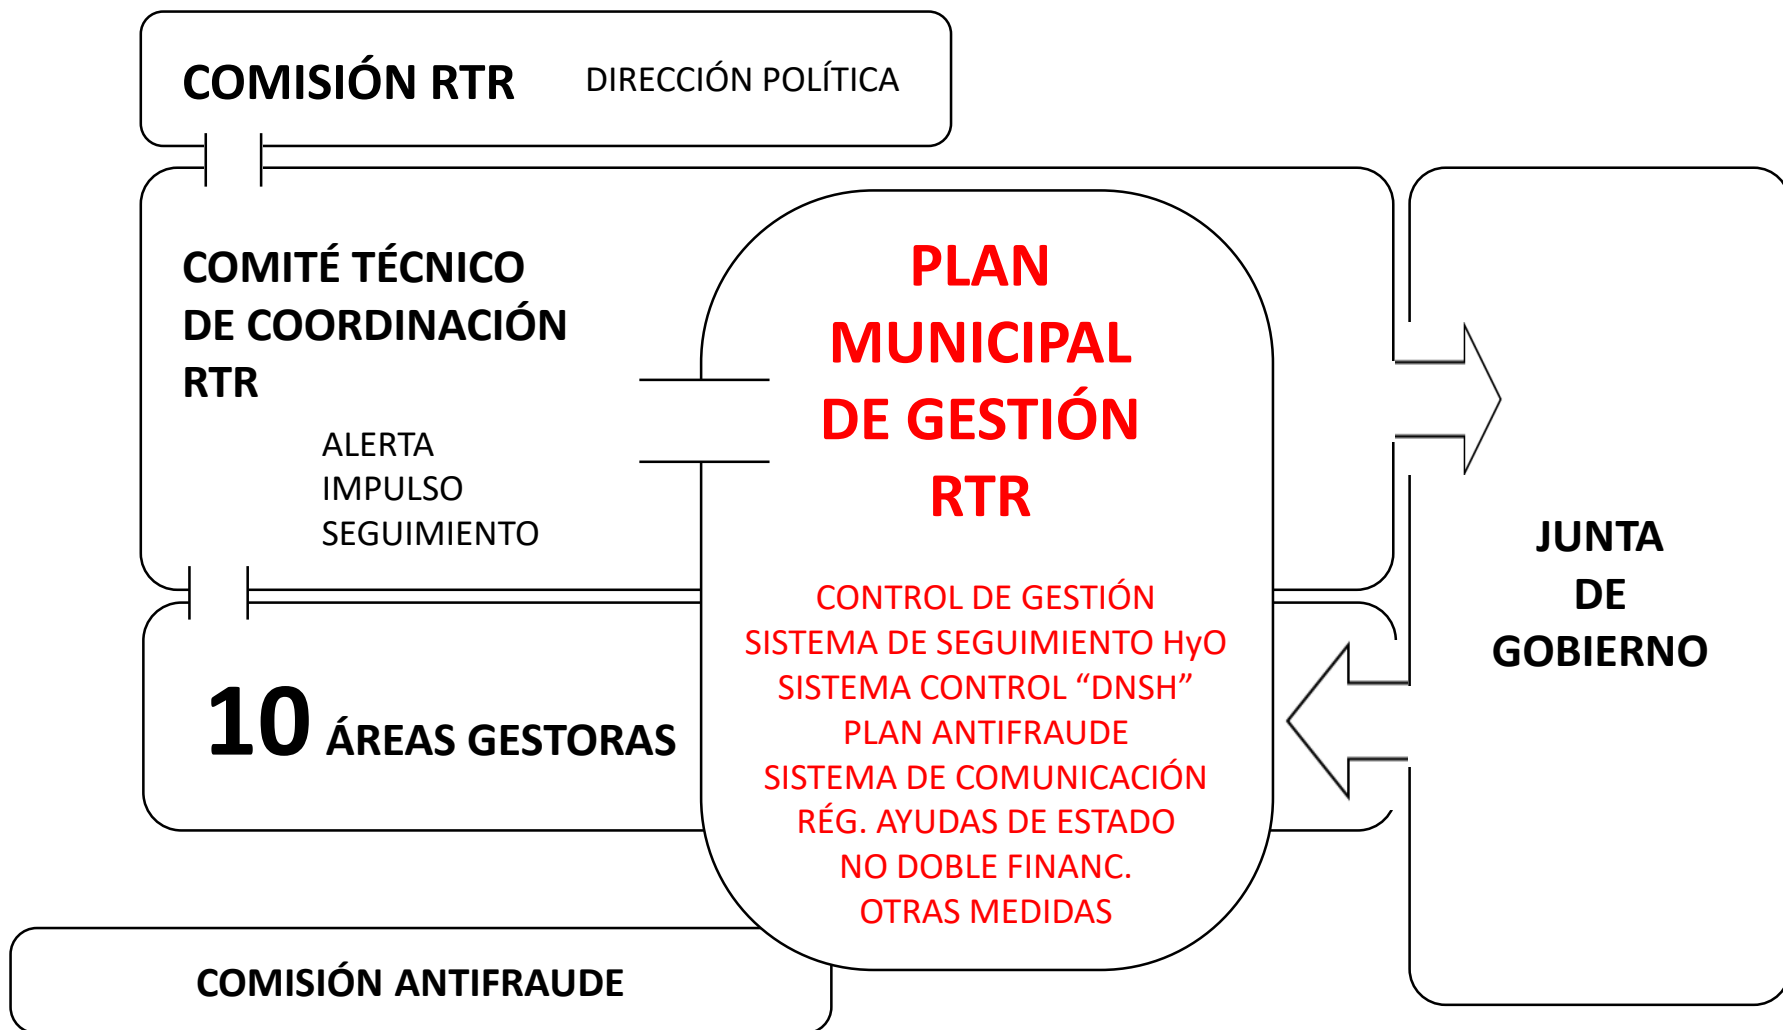 COMISIÓN RTR DIRECCIÓN POLÍTICA
COMITÉ TÉCNICO
DE COORDINACIÓN
RTR
ALERTA
IMPULSO
SEGUIMIENTO
PLAN
MUNICIPAL
DE GESTIÓN
RTR
CONTROL DE GESTIÓN
SISTEMA DE SEGUIMIENTO HyO
SISTEMA CONTROL “DNSH”
PLAN ANTIFRAUDE
SISTEMA DE COMUNICACIÓN
RÉG. AYUDAS DE ESTADO
NO DOBLE FINANC.
OTRAS MEDIDAS
JUNTA
DE
GOBIERNO
10 ÁREAS GESTORAS
COMISIÓN ANTIFRAUDE